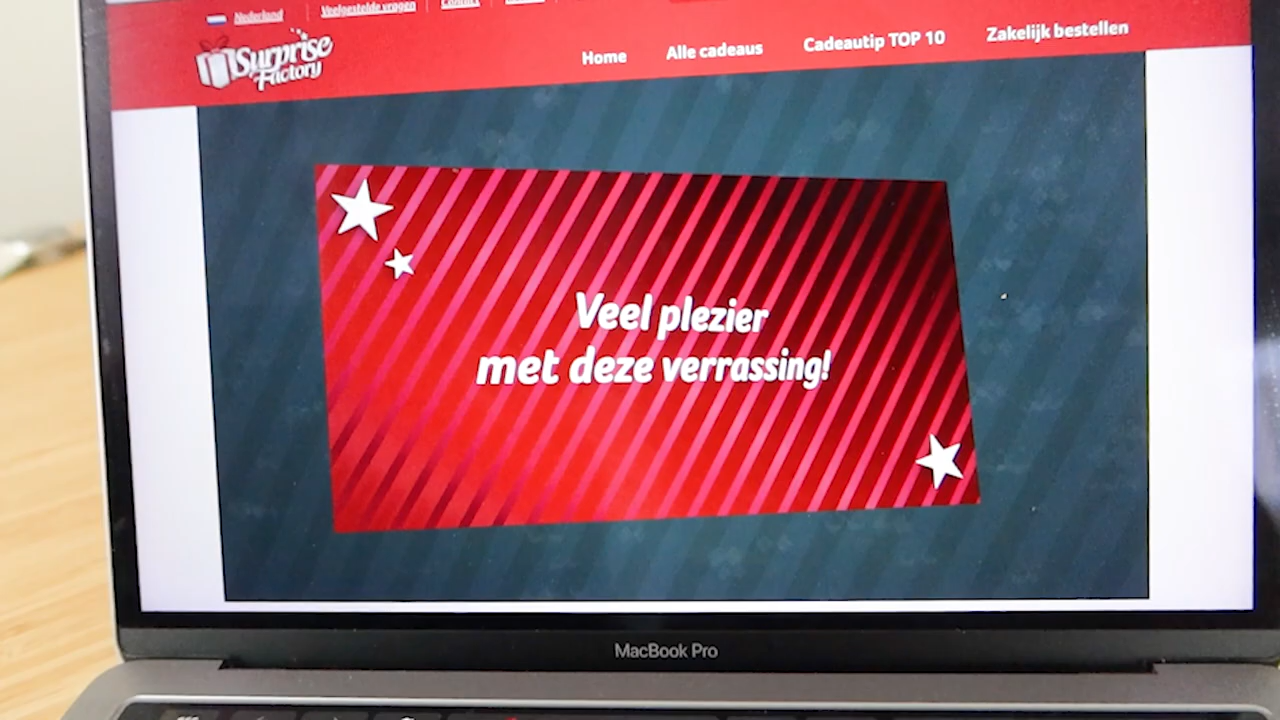 Nederland
Veelgestelde vragen
Contact
Surprise
Factory
Home
Alle cadeaus
Cadeautip TOP 10
Zakelijk bestellen
Veel plezier
met deze verrassing!
MacBook Pro